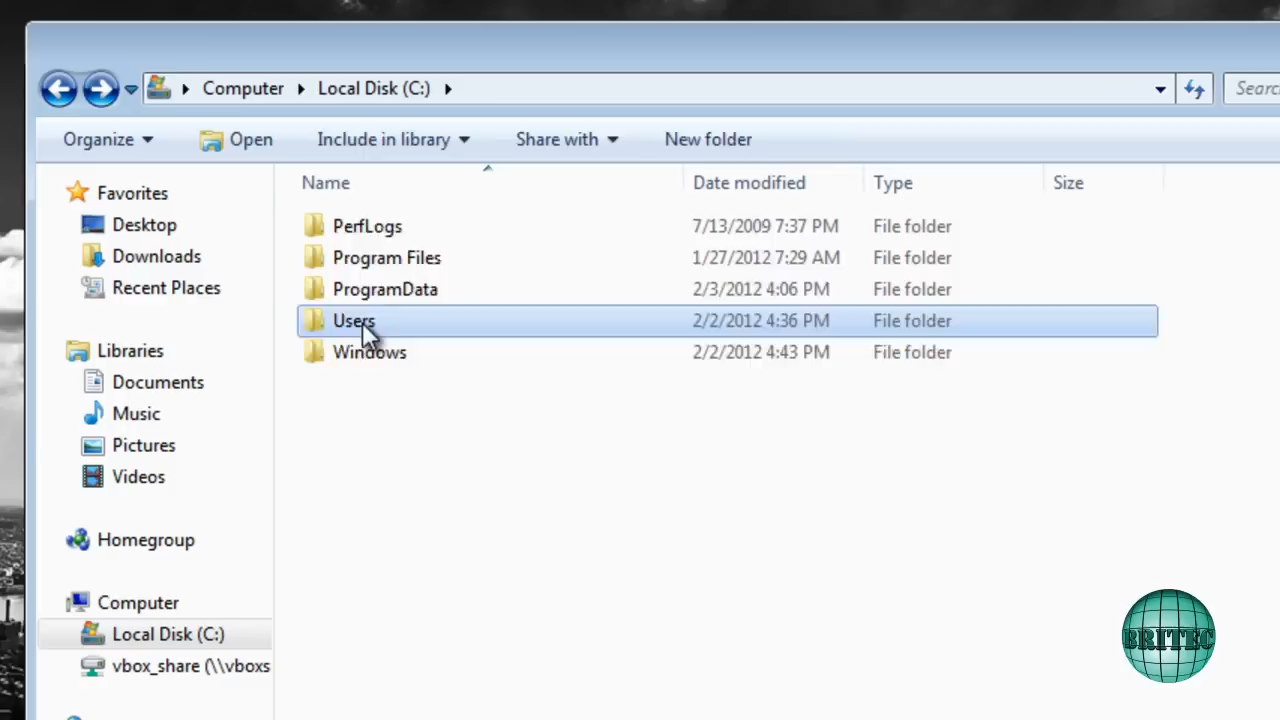 Computer Local Disk (C:)
Searc
Organize Open Include in library Share with New folder
Name Date modified Type Size
Favorites
Desktop
Downloads
Recent Places
Libraries
Documents
Music
Pictures
Videos
Homegroup
Computer
Local Disk (C:)
vbox_share (\\vboxs
PerfLogs 7/13/2009 7:37 PM File folder
Program Files 1/27/2012 7:29 AM File folder
ProgramData 2/3/2012 4:06 PM File folder
Users 2/2/2012 4:36 PM File folder
Windows 2/2/2012 4:43 PM File folder
BRITEC